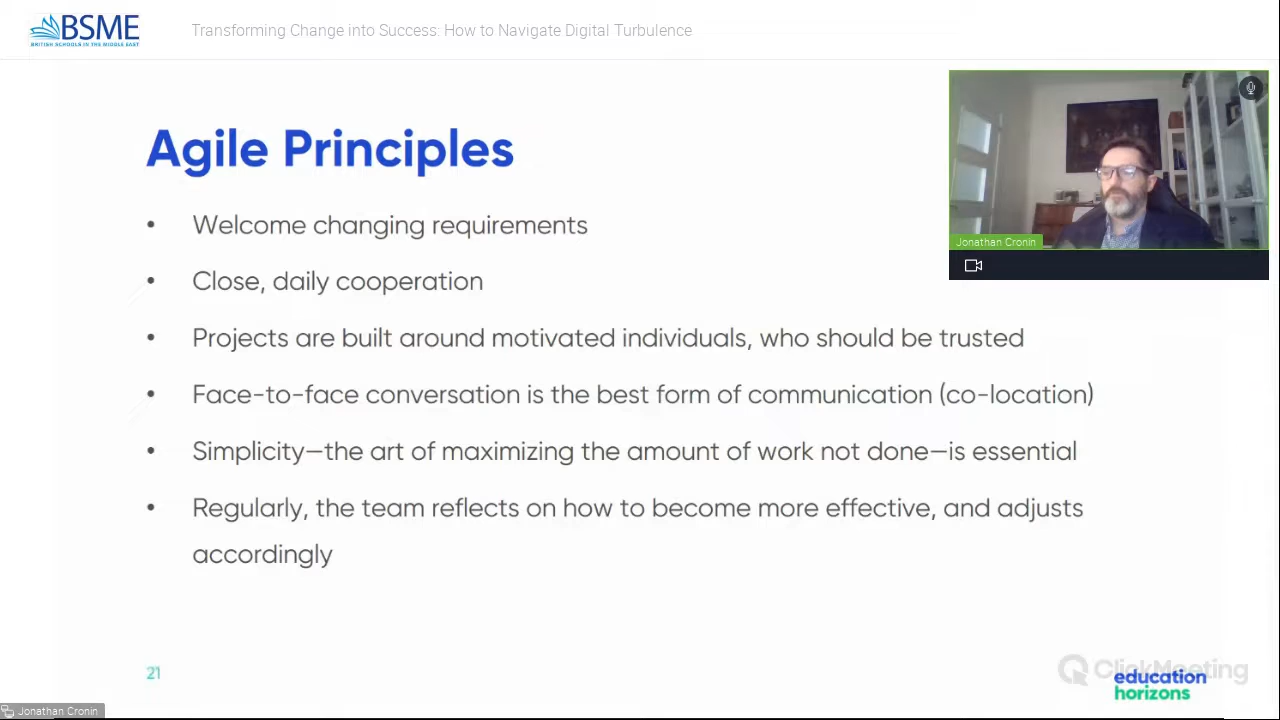 BSME
BRITISH SCHOOLS IN THE MIDDLE EAST
Transforming Change into Success: How to Navigate Digital Turbulence
Agile Principles
• Welcome changing requirements
• Close, daily cooperation
• Projects are built around motivated individuals, who should be trusted
• Face-to-face conversation is the best form of communication (co-location)
• Simplicity—the art of maximizing the amount of work not done—is essential
• Regularly, the team reflects on how to become more effective, and adjusts
accordingly
Jonathan Cronin
21
ClickMeeting
education
horizons
Jonathan Cronin